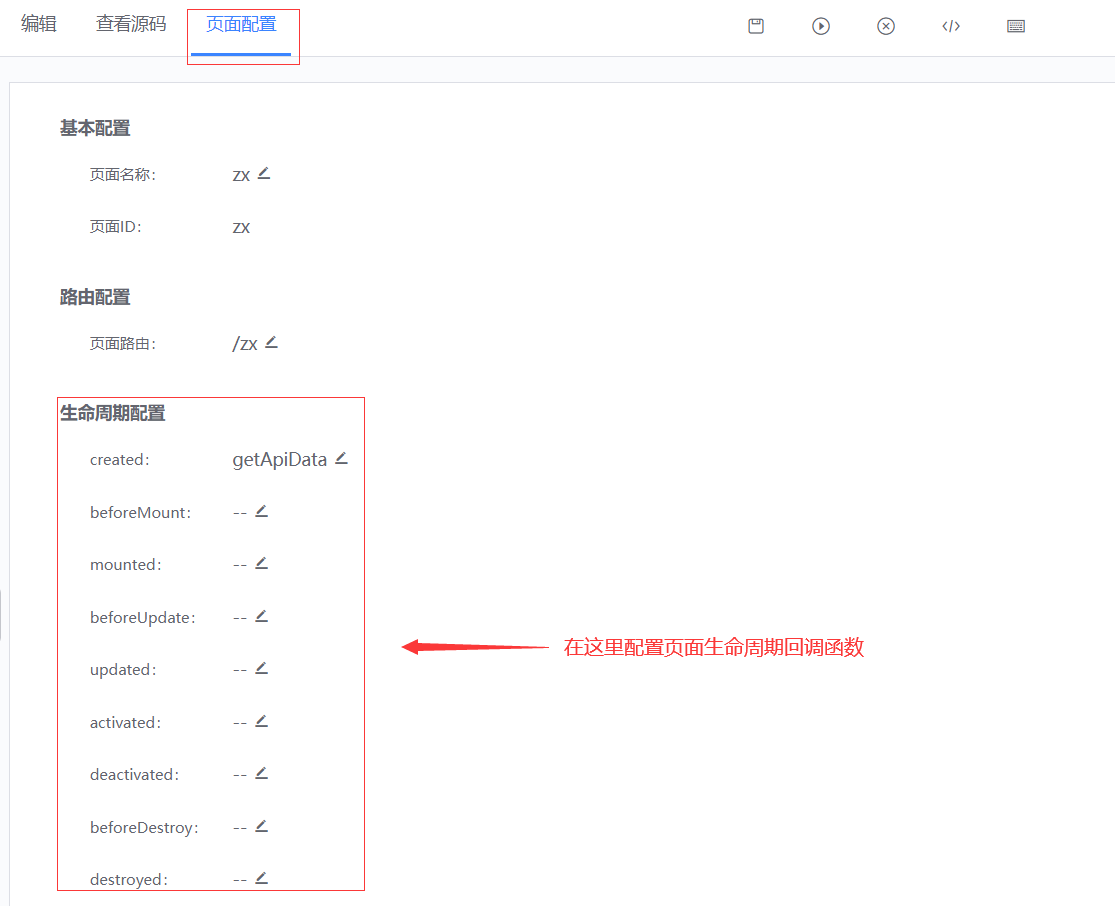 编辑 查看源码 页面配置
基本配置
页面名称： zx
页面ID： zx
路由配置
页面路由： /zx
生命周期配置
created： getApiData
beforeMount： --
mounted： --
beforeUpdate： --
在这里配置页面生命周期回调函数
updated： --
activated： --
deactivated： --
beforeDestroy： --
destroyed： --